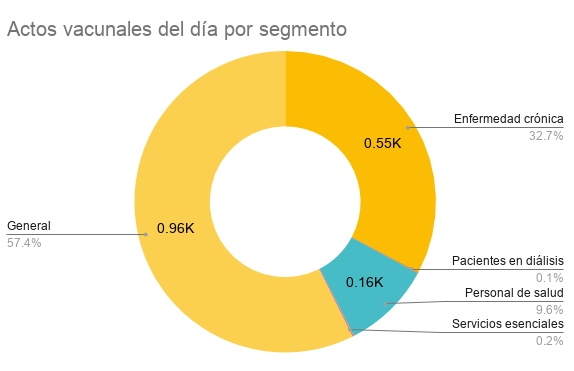 Actos vacunales del día por segmento
Enfermedad crónica
32.7%
0.55K
General
57.4%
0.96K
Pacientes en diálisis
0.1%
0.16K
Personal de salud
9.6%
Servicios esenciales
0.2%